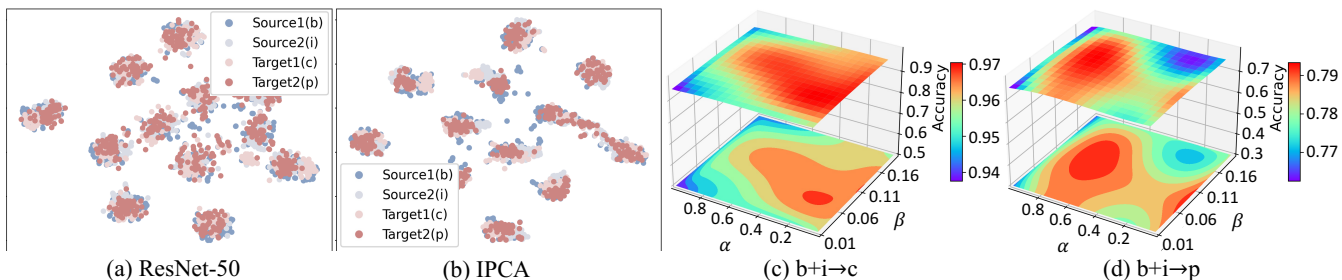 Source1(b)
Source2(i)
Target1(c)
Target2(p)
(a) ResNet-50
Source1(b)
Source2(i)
Target1(c)
Target2(p)
(b) IPCA
0.9
0.8
0.7
0.6
0.5
Accuracy
0.16
0.11
0.06
0.01
β
0.8
0.6
0.4
0.2
α
0.97
0.96
0.95
0.94
(c) b+i→c
0.7
0.6
0.5
0.4
0.3
Accuracy
0.16
0.11
0.06
0.01
β
0.8
0.6
0.4
0.2
α
0.79
0.78
0.77
(d) b+i→p